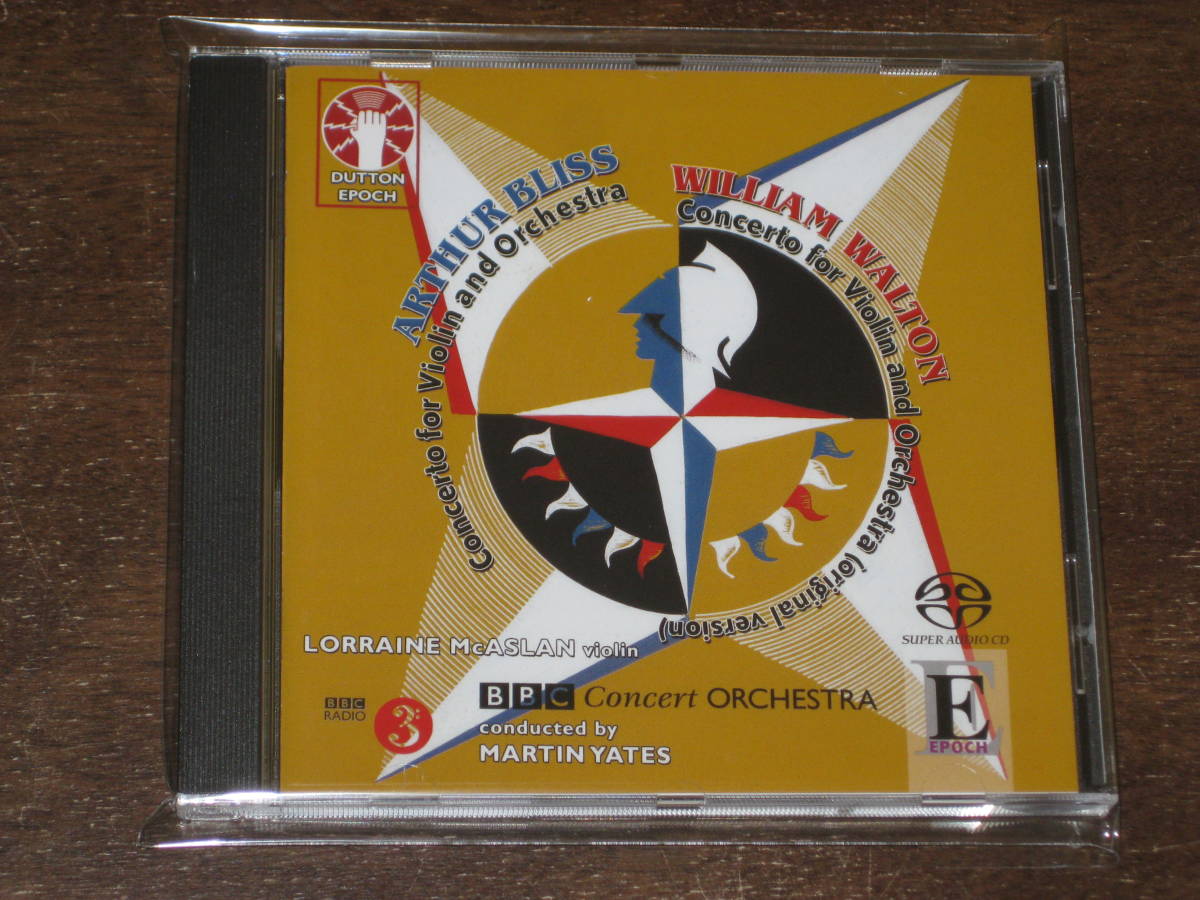 DUTTON
EPOCH
ARTHUR BLISS
Concerto for Violin and Orchestra
WILLIAM WALTON
Concerto for Violin and Orchestra (original version)
SUPER AUDIO CD
LORRAINE McASLAN violin
BBC
RADIO
3
BBC Concert ORCHESTRA
conducted by
MARTIN YATES
E
E
EPOCH